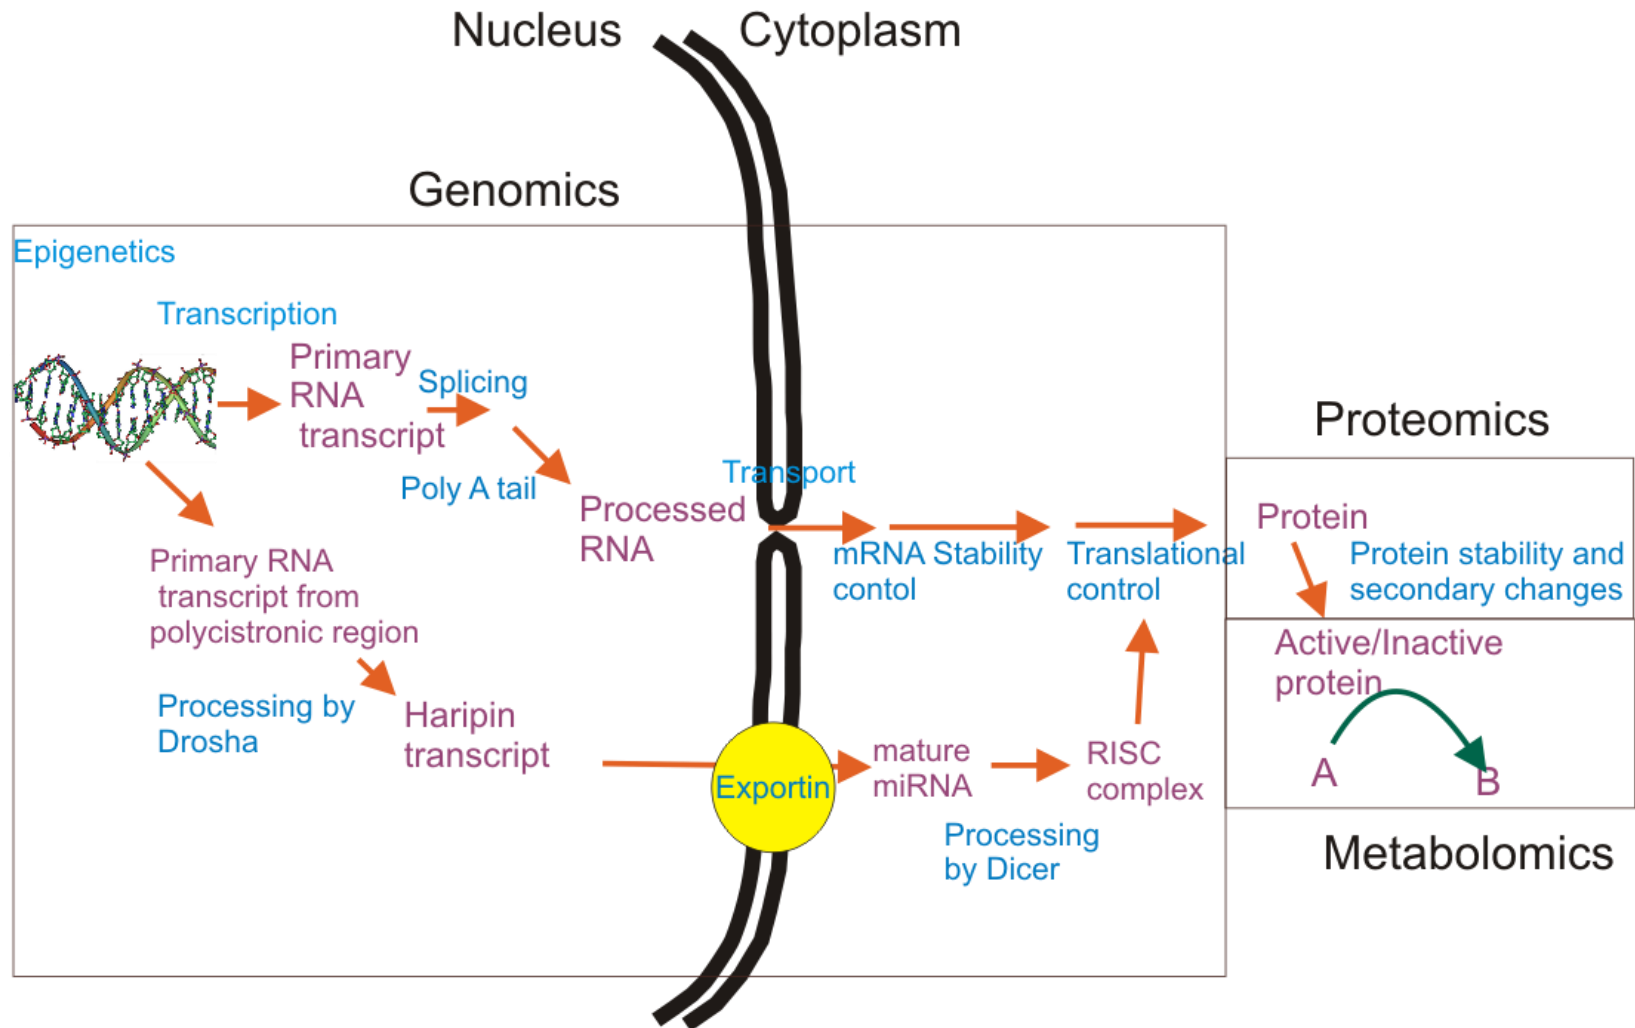 Nucleus
Cytoplasm
Genomics
Epigenetics
Transcription
Primary
RNA
transcript
Splicing
Poly A tail
Processed
RNA
Transport
mRNA Stability
contol
Translational
control
Proteomics
Protein
Protein stability and
secondary changes
Primary RNA
transcript from
polycistronic region
Processing by
Drosha
Haripin
transcript
Exportin
mature
miRNA
Processing
by Dicer
RISC
complex
Active/Inactive
protein
A
B
Metabolomics